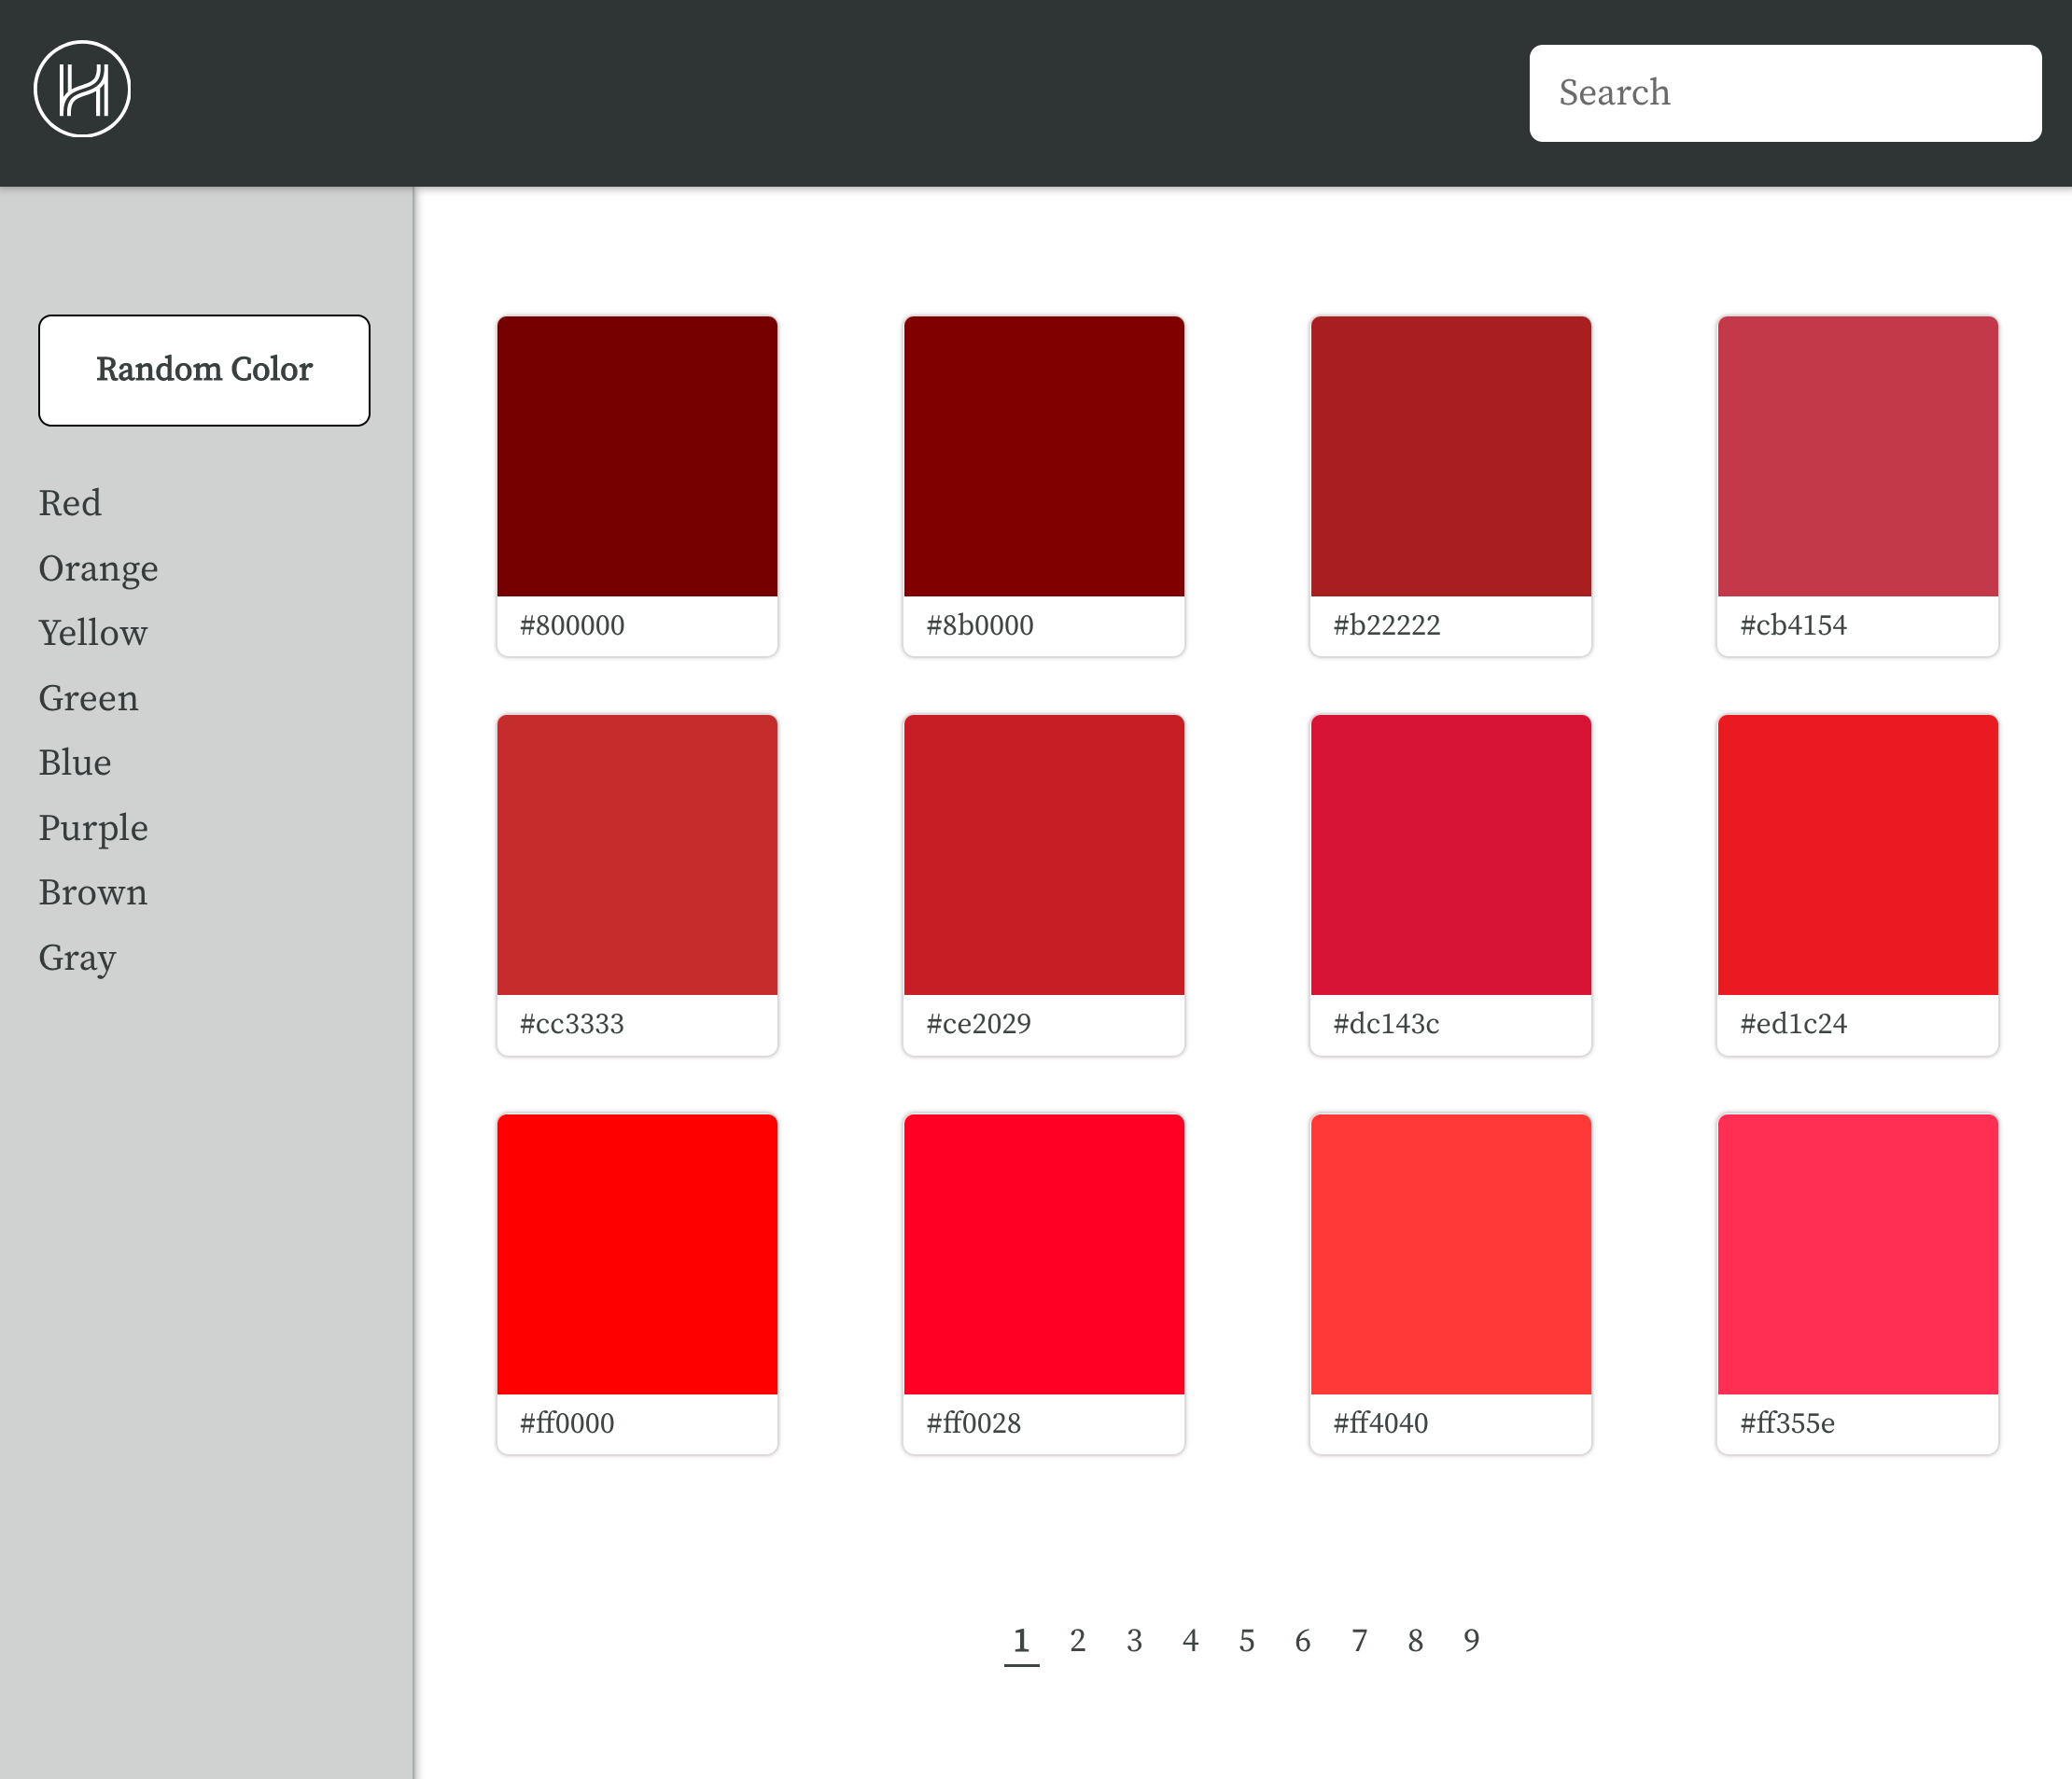 Search
Random Color
Red
Orange
Yellow
Green
Blue
Purple
Brown
Gray
#800000
#8b0000
#b22222
#cb4154
#cc3333
#ce2029
#dc143c
#ed1c24
#ff0000
#ff0028
#ff4040
#ff355e
1 2 3 4 5 6 7 8 9